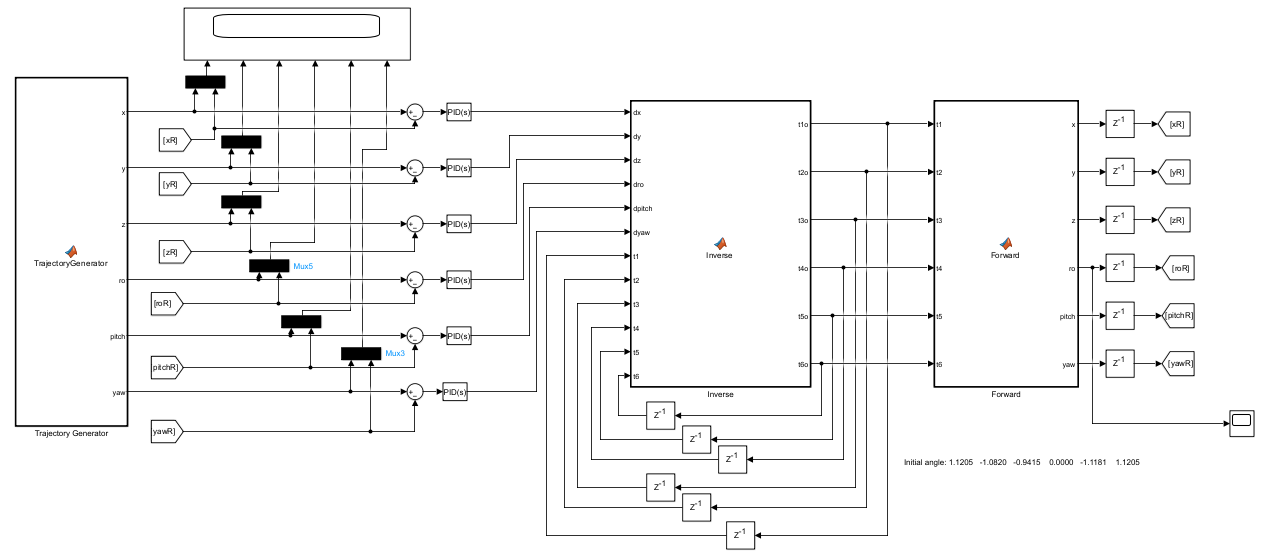 x
[xR]
y
[yR]
z
[zR]
TrajectoryGenerator
ro
[roR]
pitch
pitchR]
yaw
yawR]
Trajectory Generator
Mux5
Mux3
+
−
PID(s)
+
−
PID(s)
+
−
PID(s)
+
−
PID(s)
+
−
PID(s)
+
−
PID(s)
dx
dy
dz
dro
dpitch
dyaw
t1
t2
t3
t4
t5
t6
Inverse
t1o
t2o
t3o
t4o
t5o
t6o
Inverse
Z-1
Z-1
Z-1
Z-1
Z-1
Z-1
t1
t2
t3
t4
t5
t6
Forward
x
y
z
ro
pitch
yaw
Forward
Z-1
[xR]
Z-1
[yR]
Z-1
[zR]
Z-1
[roR]
Z-1
[pitchR]
Z-1
[yawR]
Initial angle: 1.1205 -1.0820 -0.9415 0.0000 -1.1181 1.1205